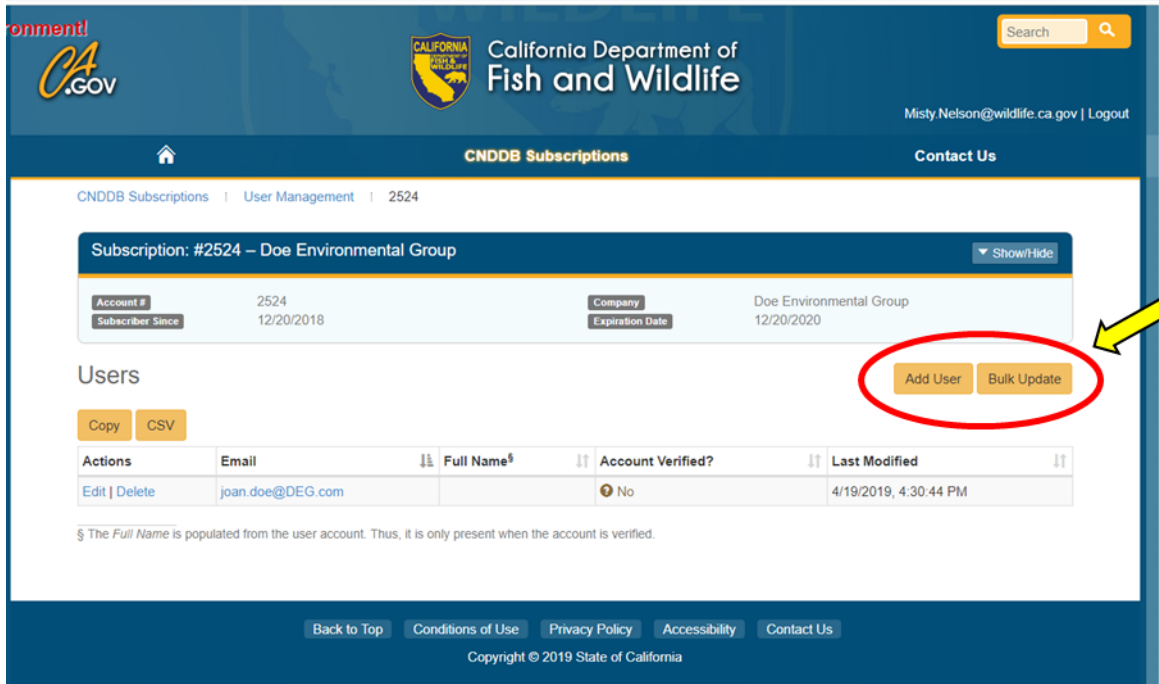 ronment!
CA
.GOV
CALIFORNIA
DEPARTMENT OF
FISH &
WILDLIFE
California Department of
Fish and Wildlife
Search
Misty.Nelson@wildlife.ca.gov | Logout
CNDDB Subscriptions
Contact Us
CNDDB Subscriptions
User Management
2524
Subscription: #2524 – Doe Environmental Group
Show/Hide
Account # 2524 Company Doe Environmental Group
Subscriber Since 12/20/2018 Expiration Date 12/20/2020
Users
Add User Bulk Update
Copy CSV
Actions Email Full Name§ Account Verified? Last Modified
Edit | Delete joan.doe@DEG.com No 4/19/2019, 4:30:44 PM
§ The Full Name is populated from the user account. Thus, it is only present when the account is verified.
Back to Top Conditions of Use Privacy Policy Accessibility Contact Us
Copyright © 2019 State of California